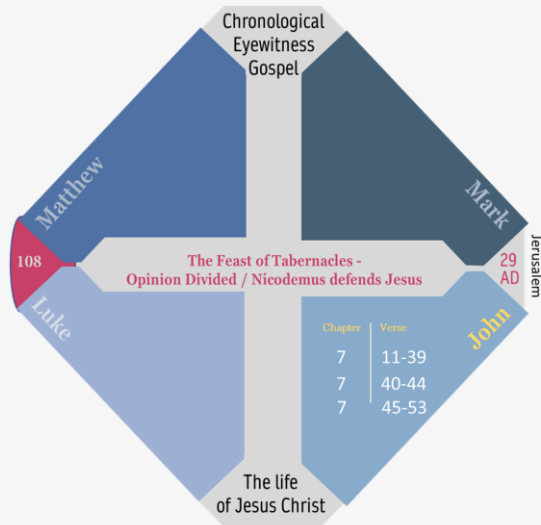 Chronological
Eyewitness
Gospel
Matthew
Mark
108
The Feast of Tabernacles -
Opinion Divided / Nicodemus defends Jesus
29
AD
Jerusalem
Luke
John
Chapter Verse
7 11-39
7 40-44
7 45-53
The life
of Jesus Christ